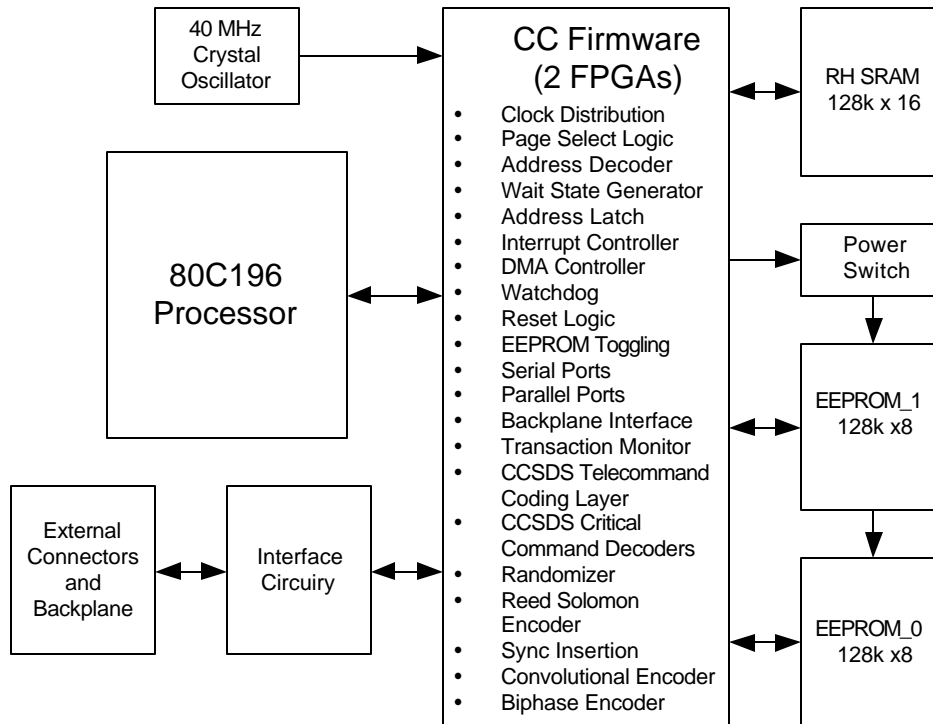 40 MHz
Crystal
Oscillator
80C196
Processor
External
Connectors
and
Backplane
Interface
Circuiry
CC Firmware
(2 FPGAs)
• Clock Distribution
• Page Select Logic
• Address Decoder
• Wait State Generator
• Address Latch
• Interrupt Controller
• DMA Controller
• Watchdog
• Reset Logic
• EEPROM Toggling
• Serial Ports
• Parallel Ports
• Backplane Interface
• Transaction Monitor
• CCSDS Telecommand
Coding Layer
• CCSDS Critical
Command Decoders
• Randomizer
• Reed Solomon
Encoder
• Sync Insertion
• Convolutional Encoder
• Biphase Encoder
RH SRAM
128k x 16
Power
Switch
EEPROM_1
128k x8
EEPROM_0
128k x8